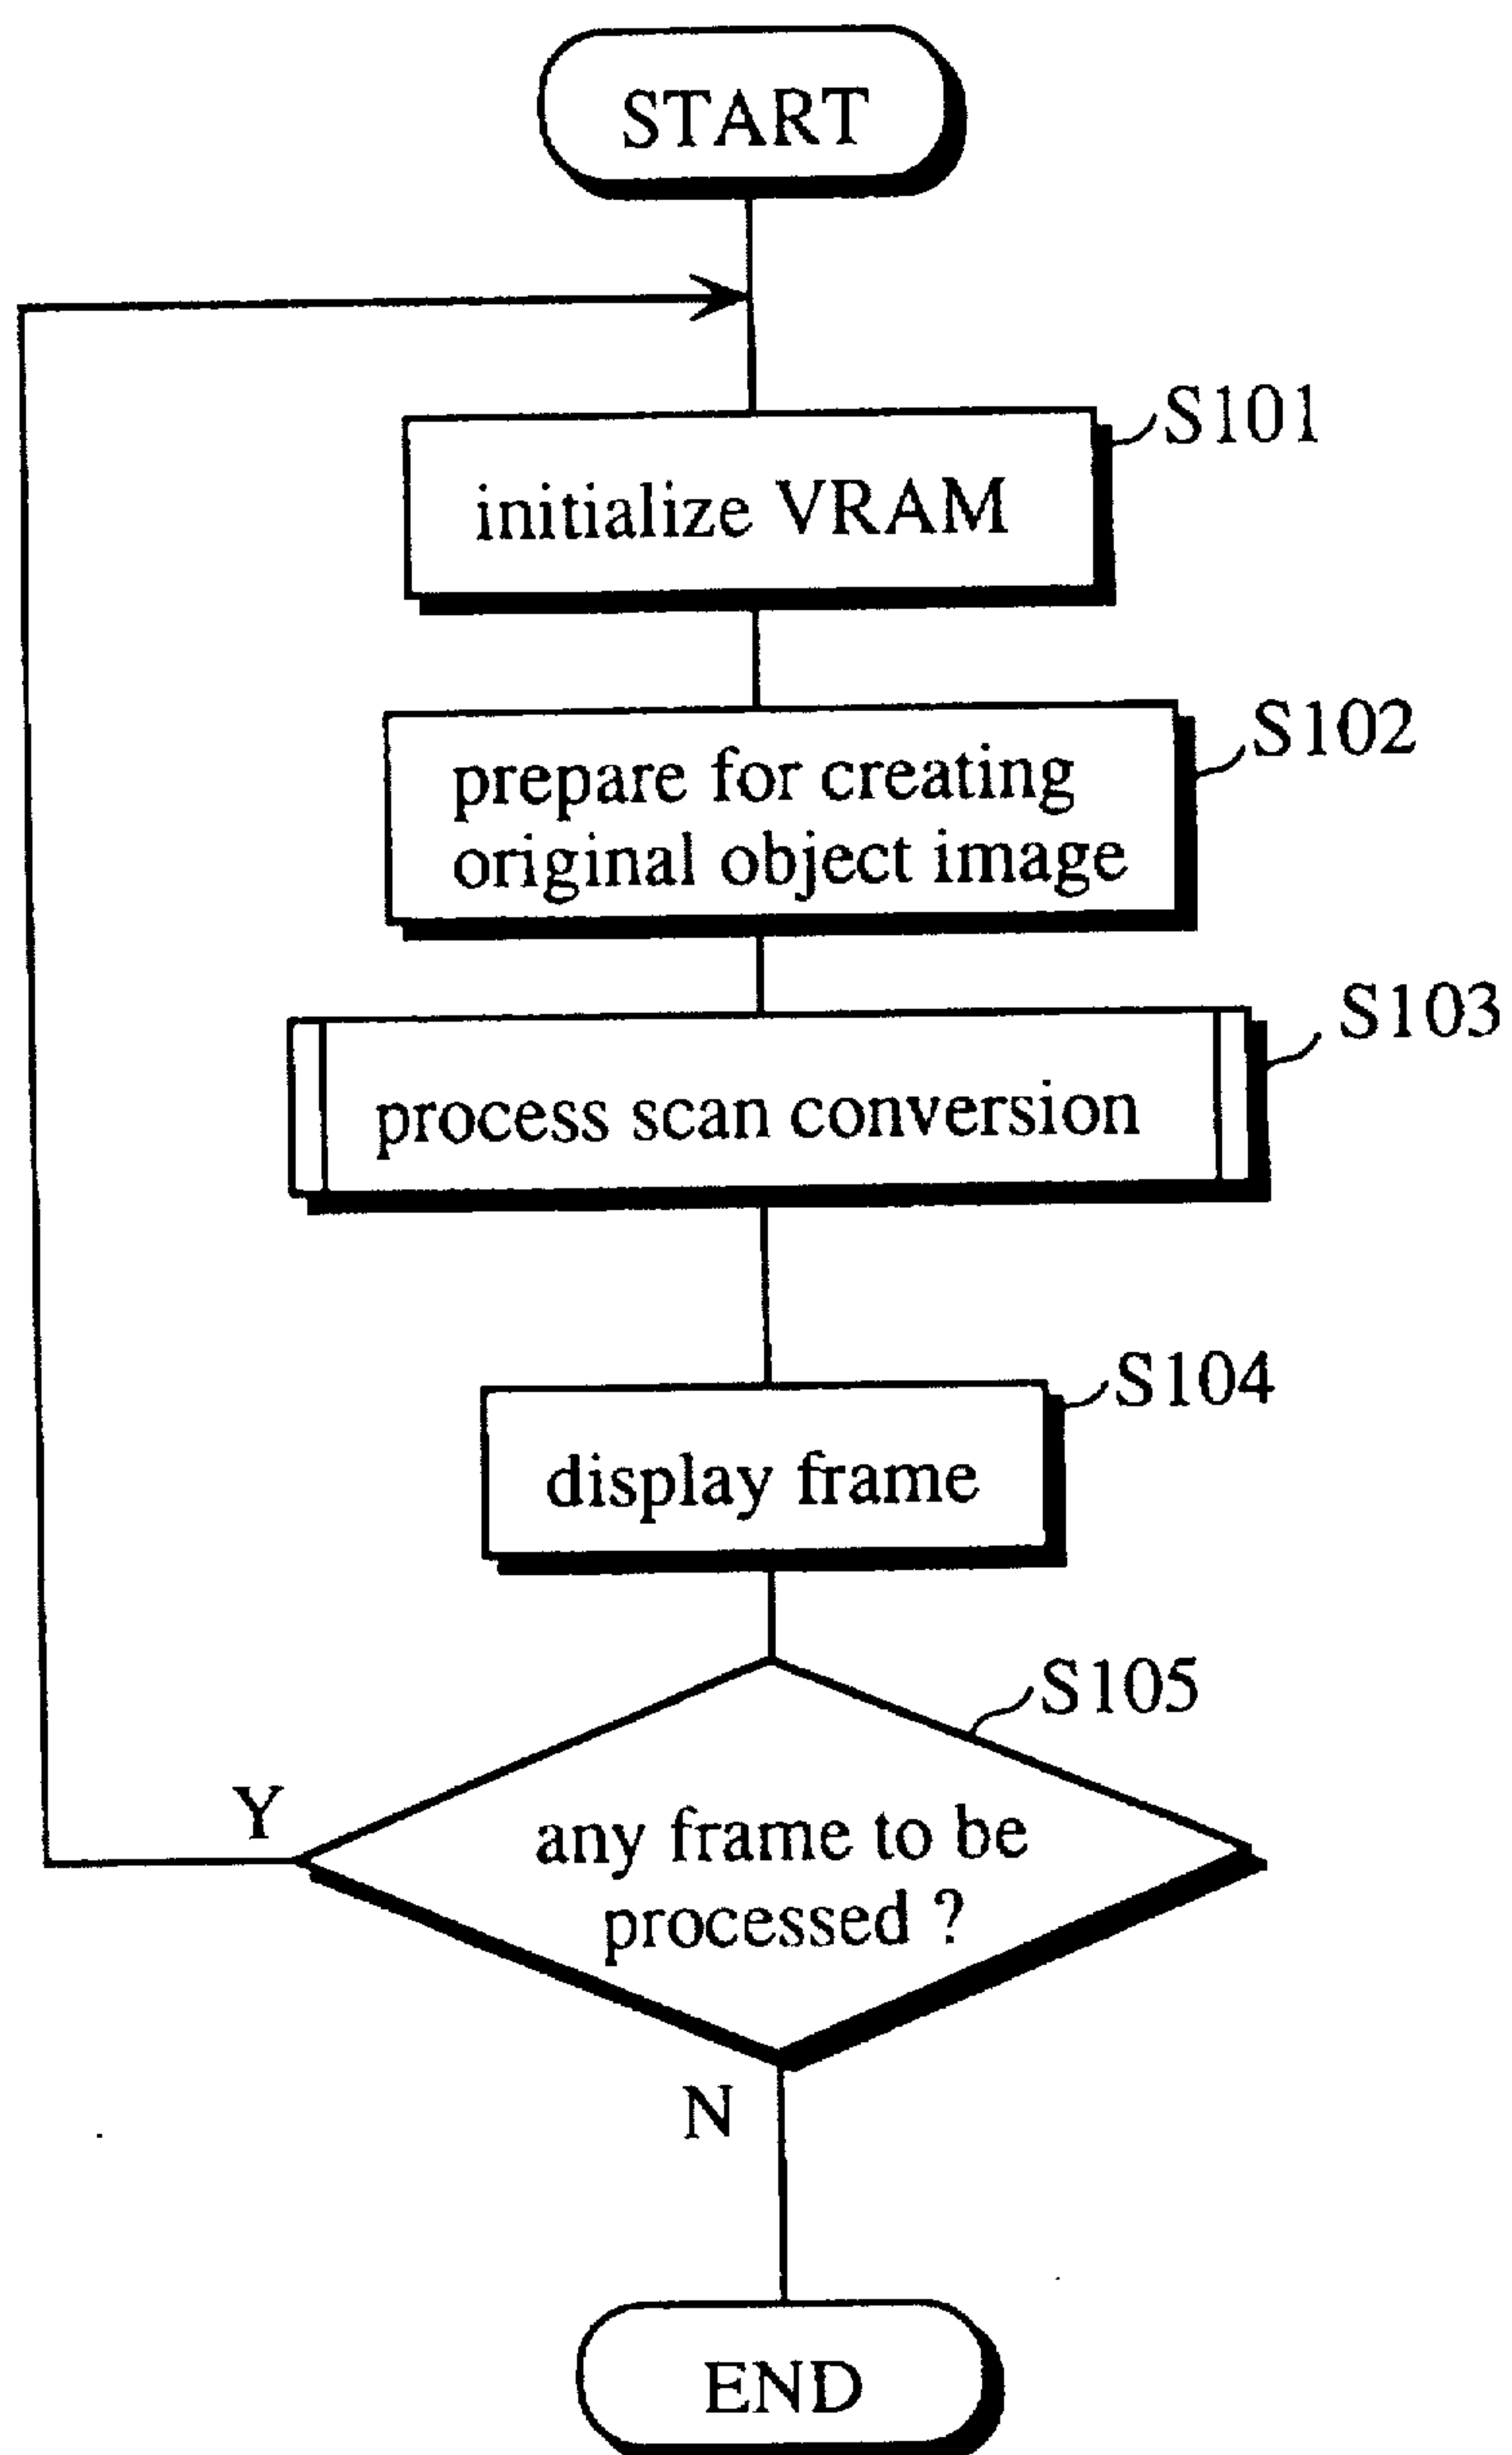 START
S101
initialize VRAM
S102
prepare for creating
original object image
S103
process scan conversion
S104
display frame
S105
Y
any frame to be
processed ?
N
END